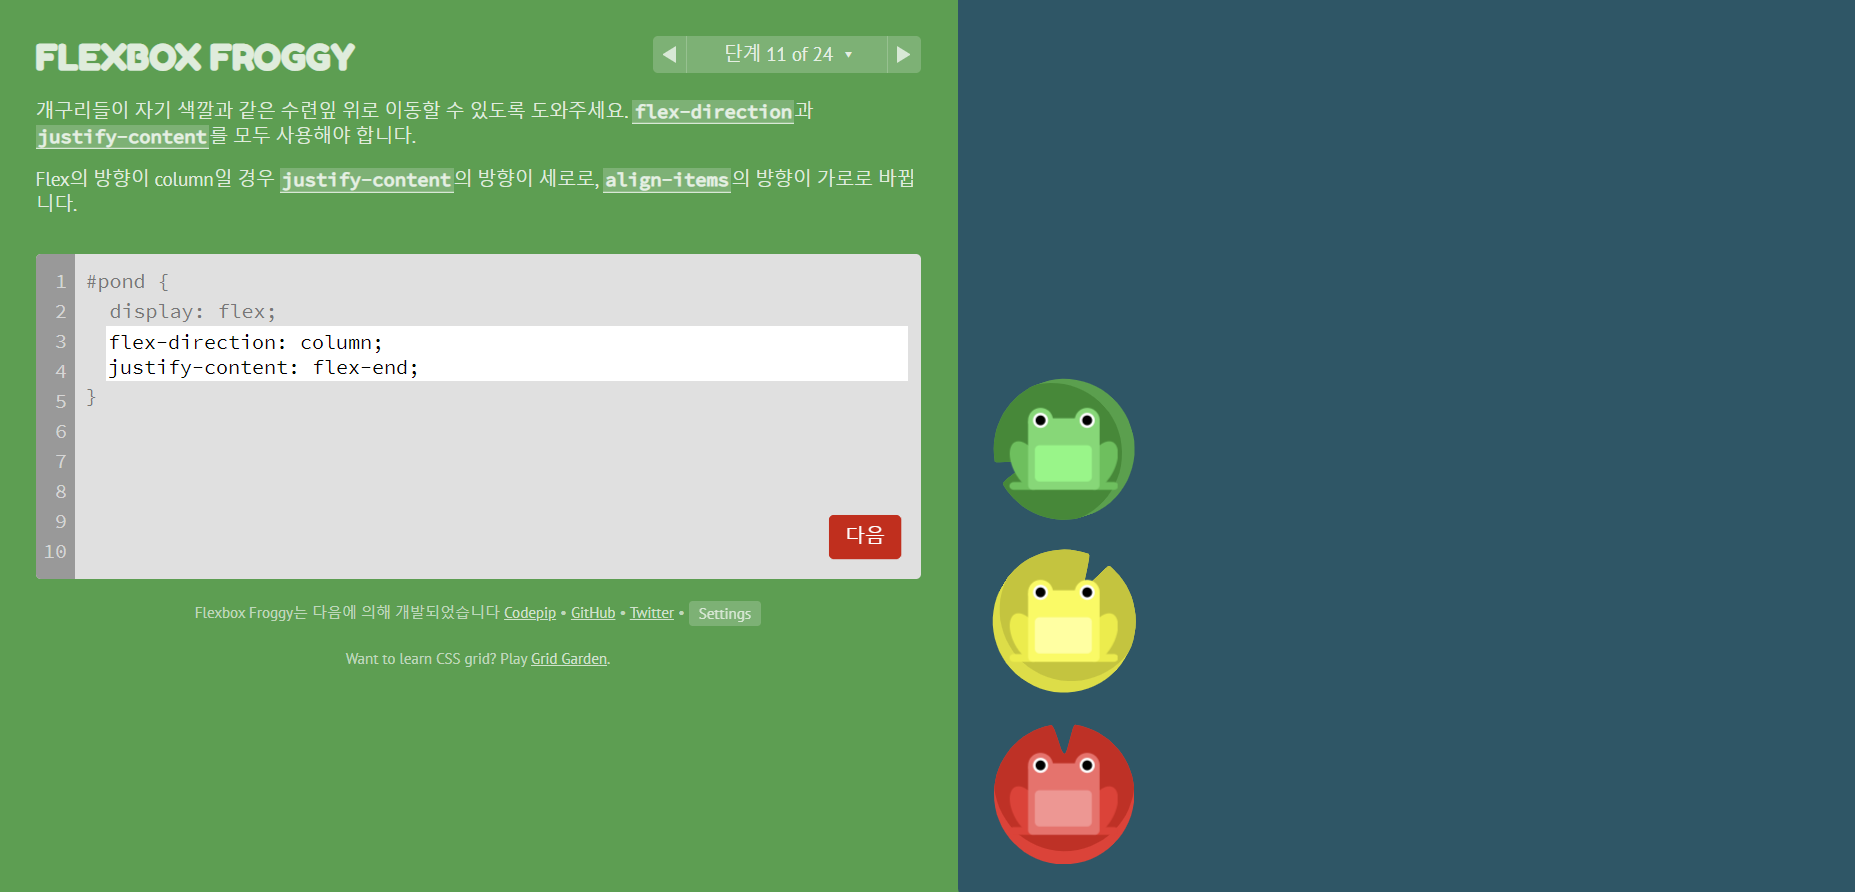 FLEXBOX FROGGY
단계 11 of 24
개구리들이 자기 색깔과 같은 수련잎 위로 이동할 수 있도록 도와주세요. flex-direction과
justify-content를 모두 사용해야 합니다.
Flex의 방향이 column일 경우 justify-content의 방향이 세로로, align-items의 뱡향이 가로로 바뀝
니다.
1 #pond {
2 display: flex;
3 flex-direction: column;
4 justify-content: flex-end;
5 }
6
7
8
9
10
다음
Flexbox Froggy는 다음에 의해 개발되었습니다 Codepip • GitHub • Twitter • Settings
Want to learn CSS grid? Play Grid Garden.